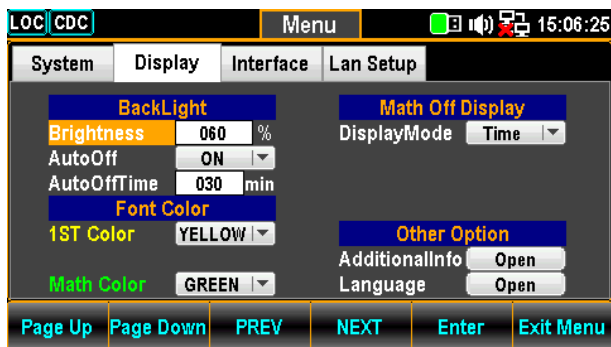 LOC CDC Menu 15:06:25
System Display Interface Lan Setup
BackLight
Brightness 060 %
AutoOff ON
AutoOffTime 030 min
Font Color
1ST Color YELLOW
Math Color GREEN
Math Off Display
DisplayMode Time
Other Option
AdditionalInfo Open
Language Open
Page Up Page Down PREV NEXT Enter Exit Menu